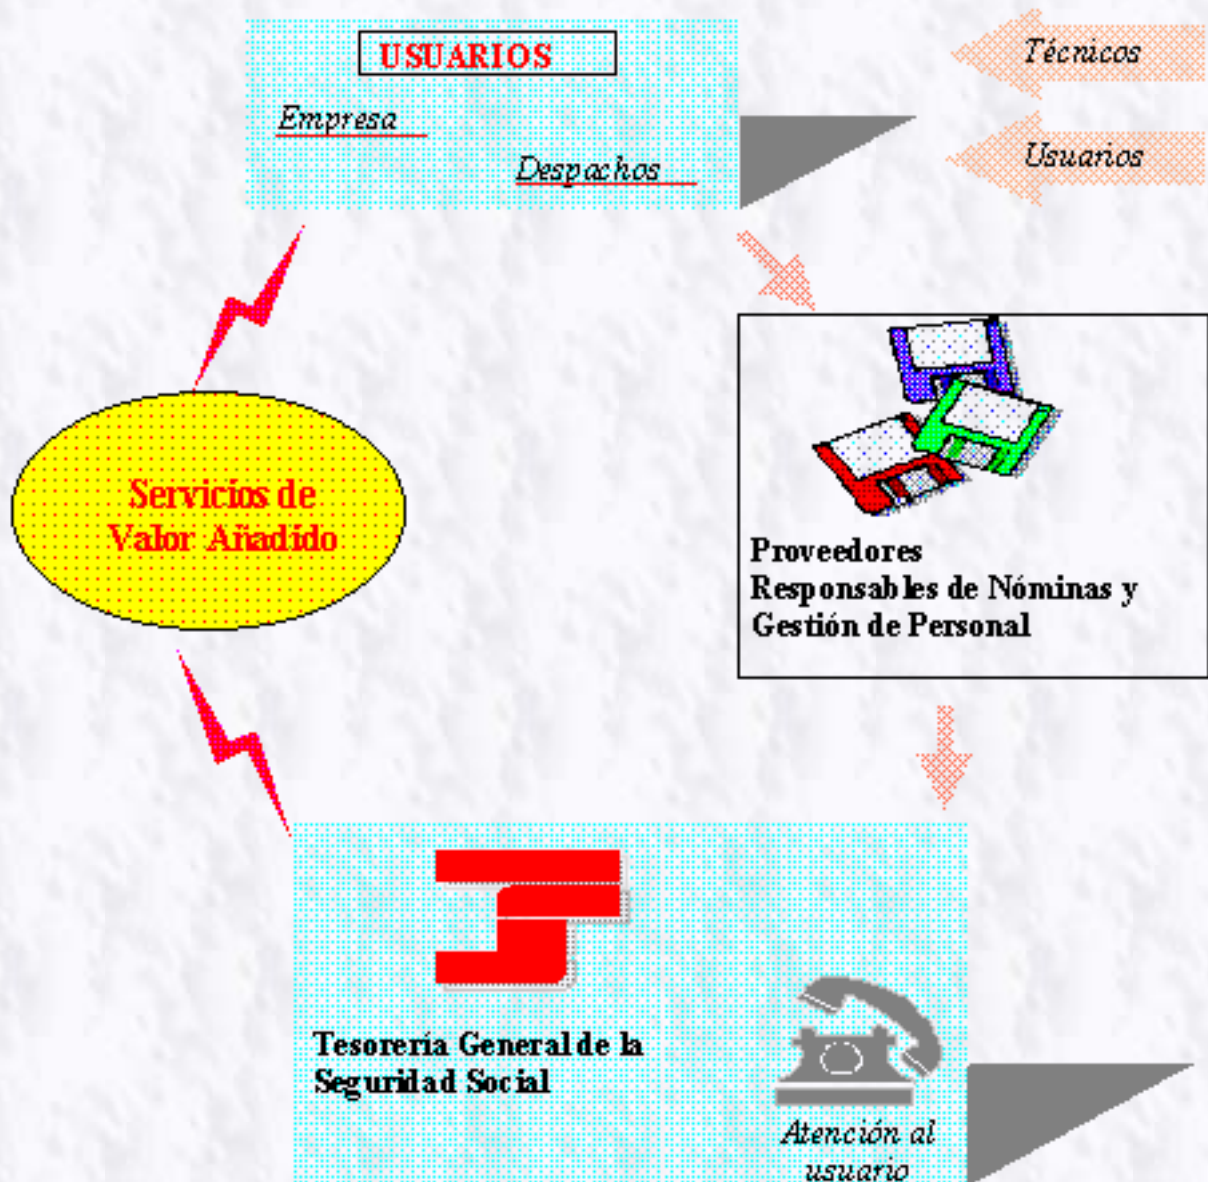 USUARIOS
Empresa
Despachos
Técnicos
Usuarios
Servicios de
Valor Añadido
Proveedores
Responsables de Nóminas y
Gestión de Personal
Tesorería General de la
Seguridad Social
Atención al
usuario